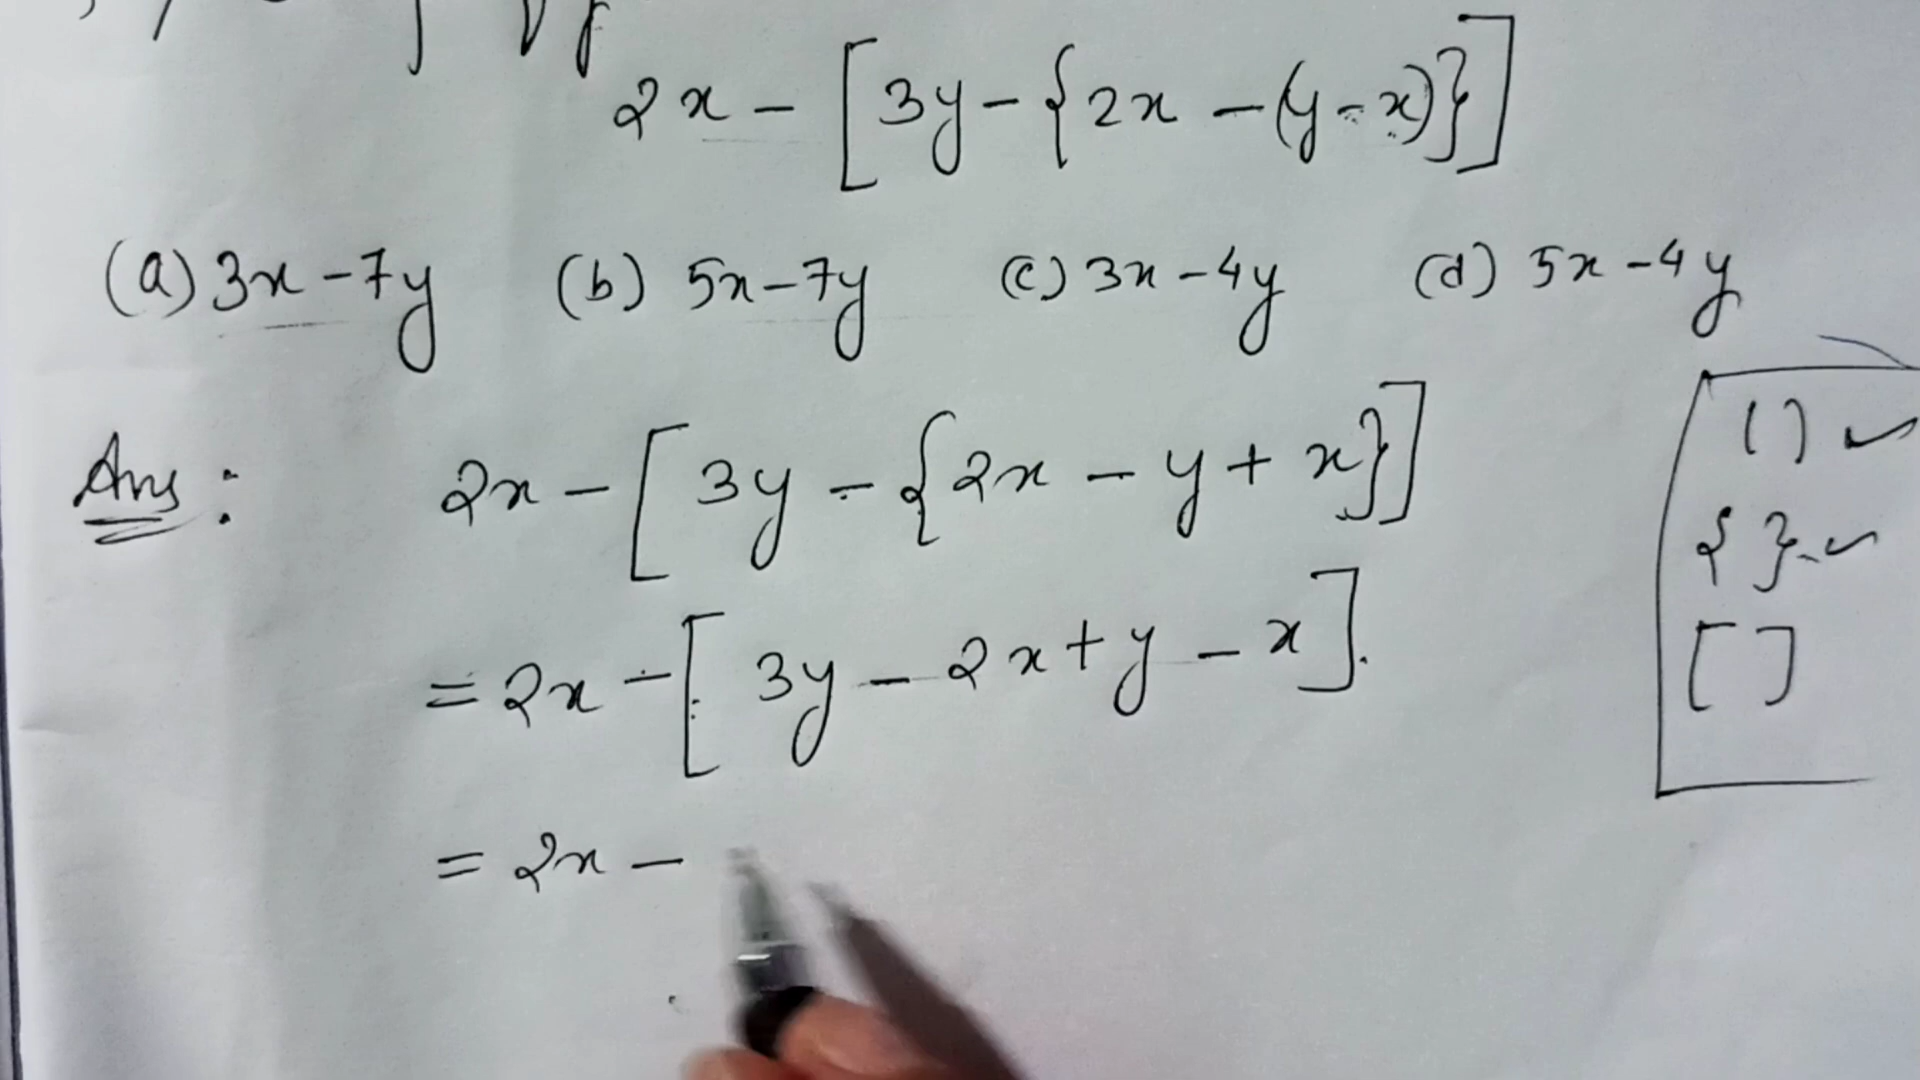 2x - [3y - {2x - (y - x)}]
(a) 3x - 7y (b) 5x - 7y (c) 3x - 4y (d) 5x - 4y
Ans: 2x - [3y - {2x - y + x}]
= 2x - [3y - 2x + y - x].
= 2x -
( ) ✓
{ } ✓
[ ]